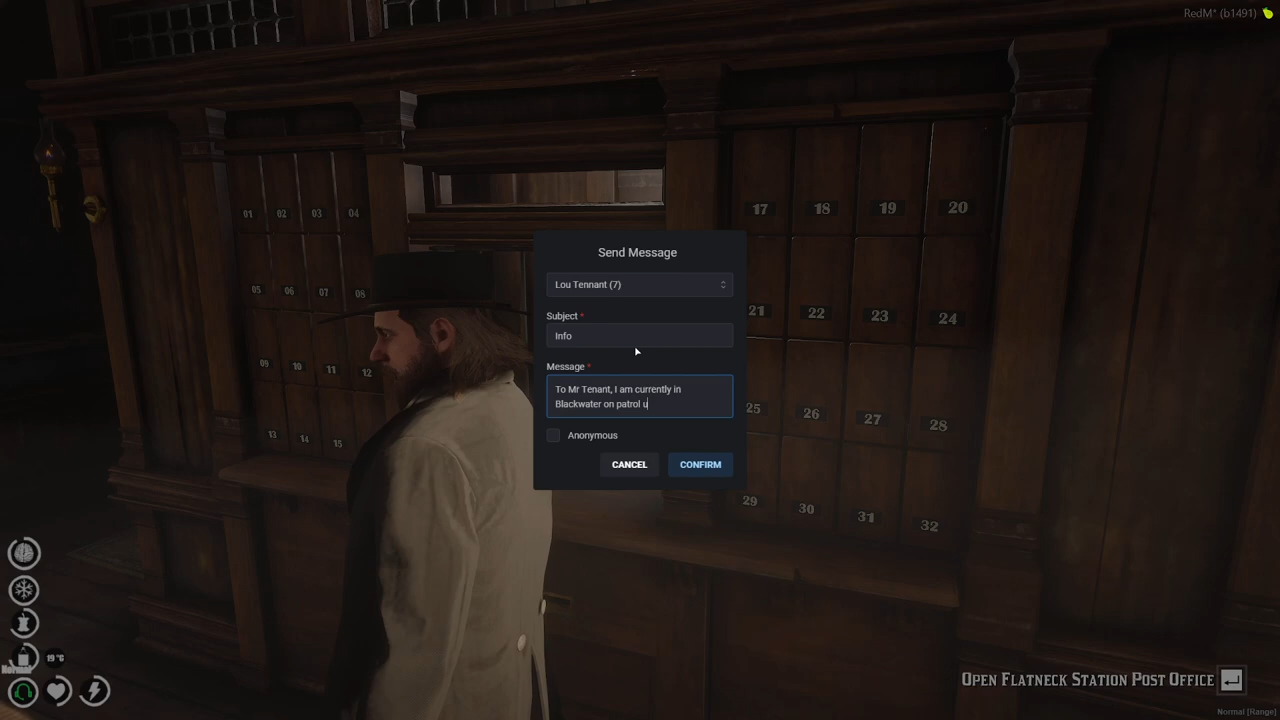 RedM* (b1491)
01 02 03 04
17 18 19 20
05 06 07 08
21 22 23 24
09 10 11 12
25 26 27 28
13 14 15
29 30 31 32
Send Message
Lou Tennant (7)
Subject *
Info
Message *
To Mr Tenant, I am currently in
Blackwater on patrol u
Anonymous
CANCEL CONFIRM
19 °C
Normal
Open Flatneck Station Post Office
Normal [Range]